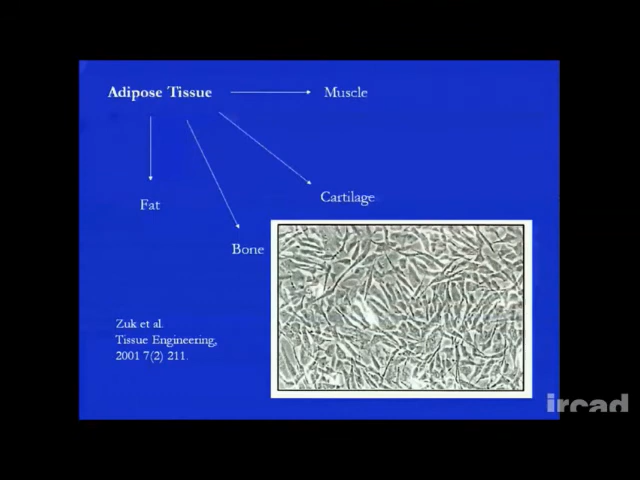 Adipose Tissue
Muscle
Cartilage
Fat
Bone
Zuk et al.
Tissue Engineering,
2001 7(2) 211.
ircad